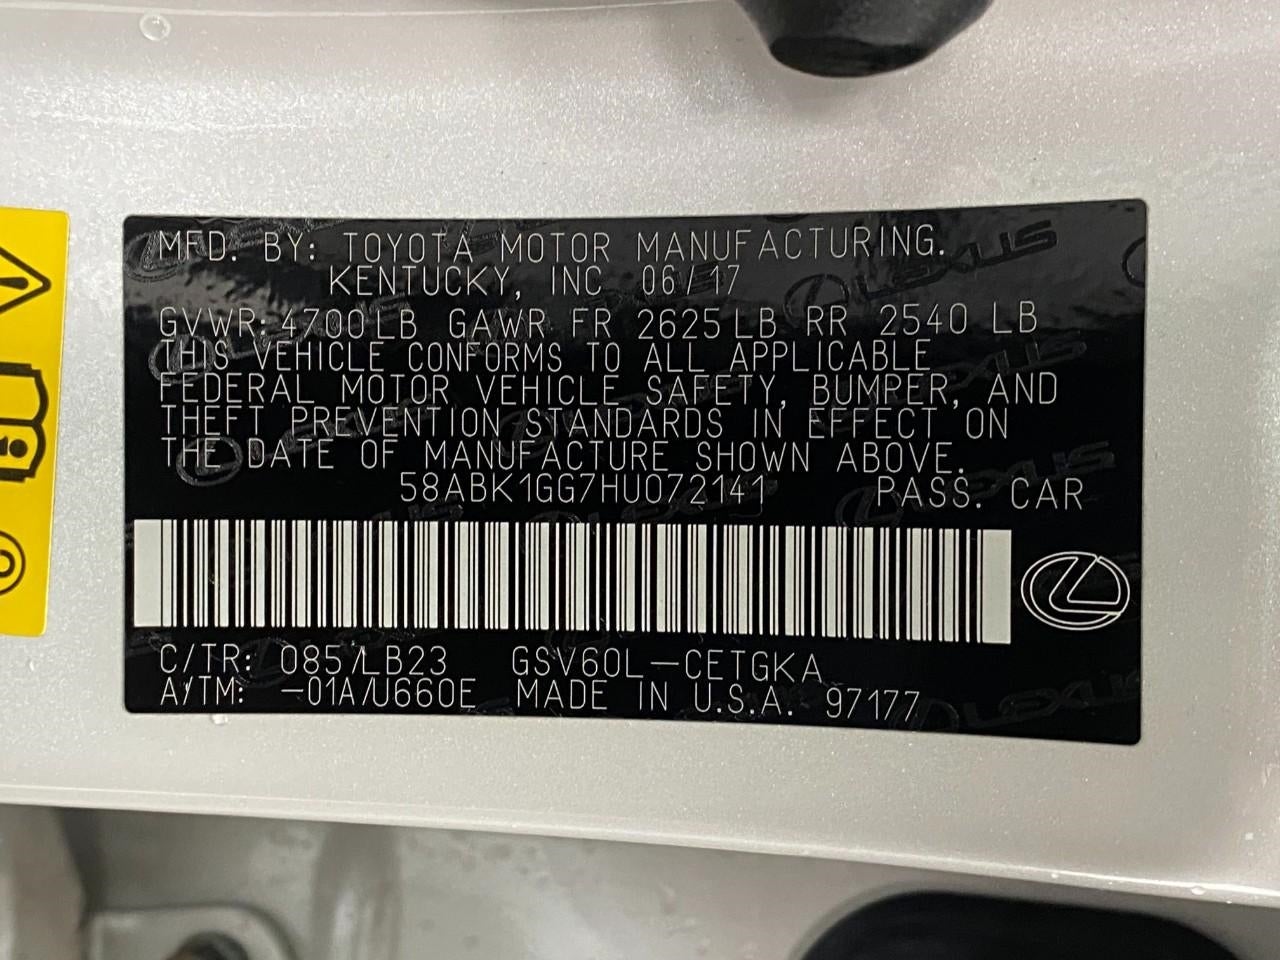 MFD. BY: TOYOTA MOTOR MANUFACTURING.
KENTUCKY, INC 06/17
GVWR: 4700LB GAWR FR 2625LB RR 2540 LB
THIS VEHICLE CONFORMS TO ALL APPLICABLE
FEDERAL MOTOR VEHICLE SAFETY, BUMPER, AND
THEFT PREVENTION STANDARDS IN EFFECT ON
THE DATE OF MANUFACTURE SHOWN ABOVE.
58ABK1GG7HU072141 PASS. CAR
C/TR: 085/LB23 GSV60L-CETGKA
A/TM: -01A/U660E MADE IN U.S.A. 97177